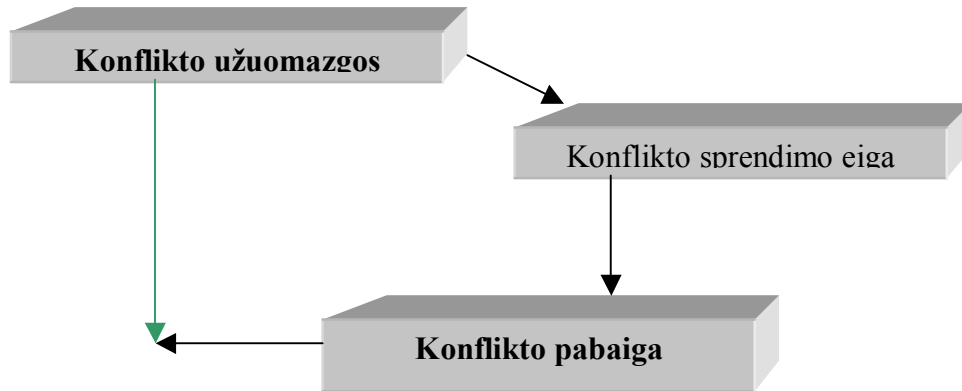 Konflikto užuomazgos
Konflikto sprendimo eiga
Konflikto pabaiga